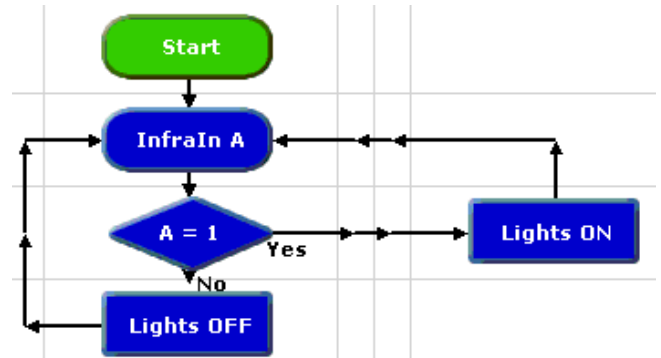 Start
InfraIn A
A = 1
Yes
Lights ON
No
Lights OFF